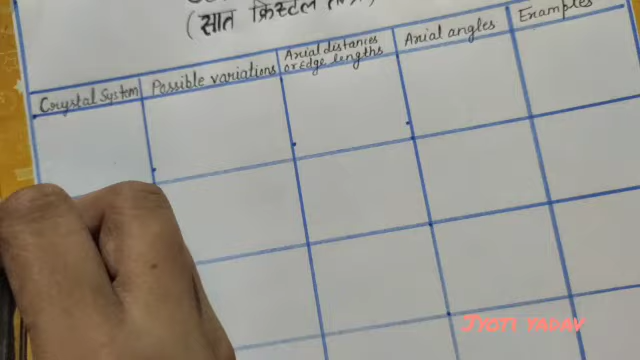 (सात क्रिस्टल
Crystal System
Possible variations
Axial distances
or Edge lengths
Axial angles
Examples
JYOTI YADAV